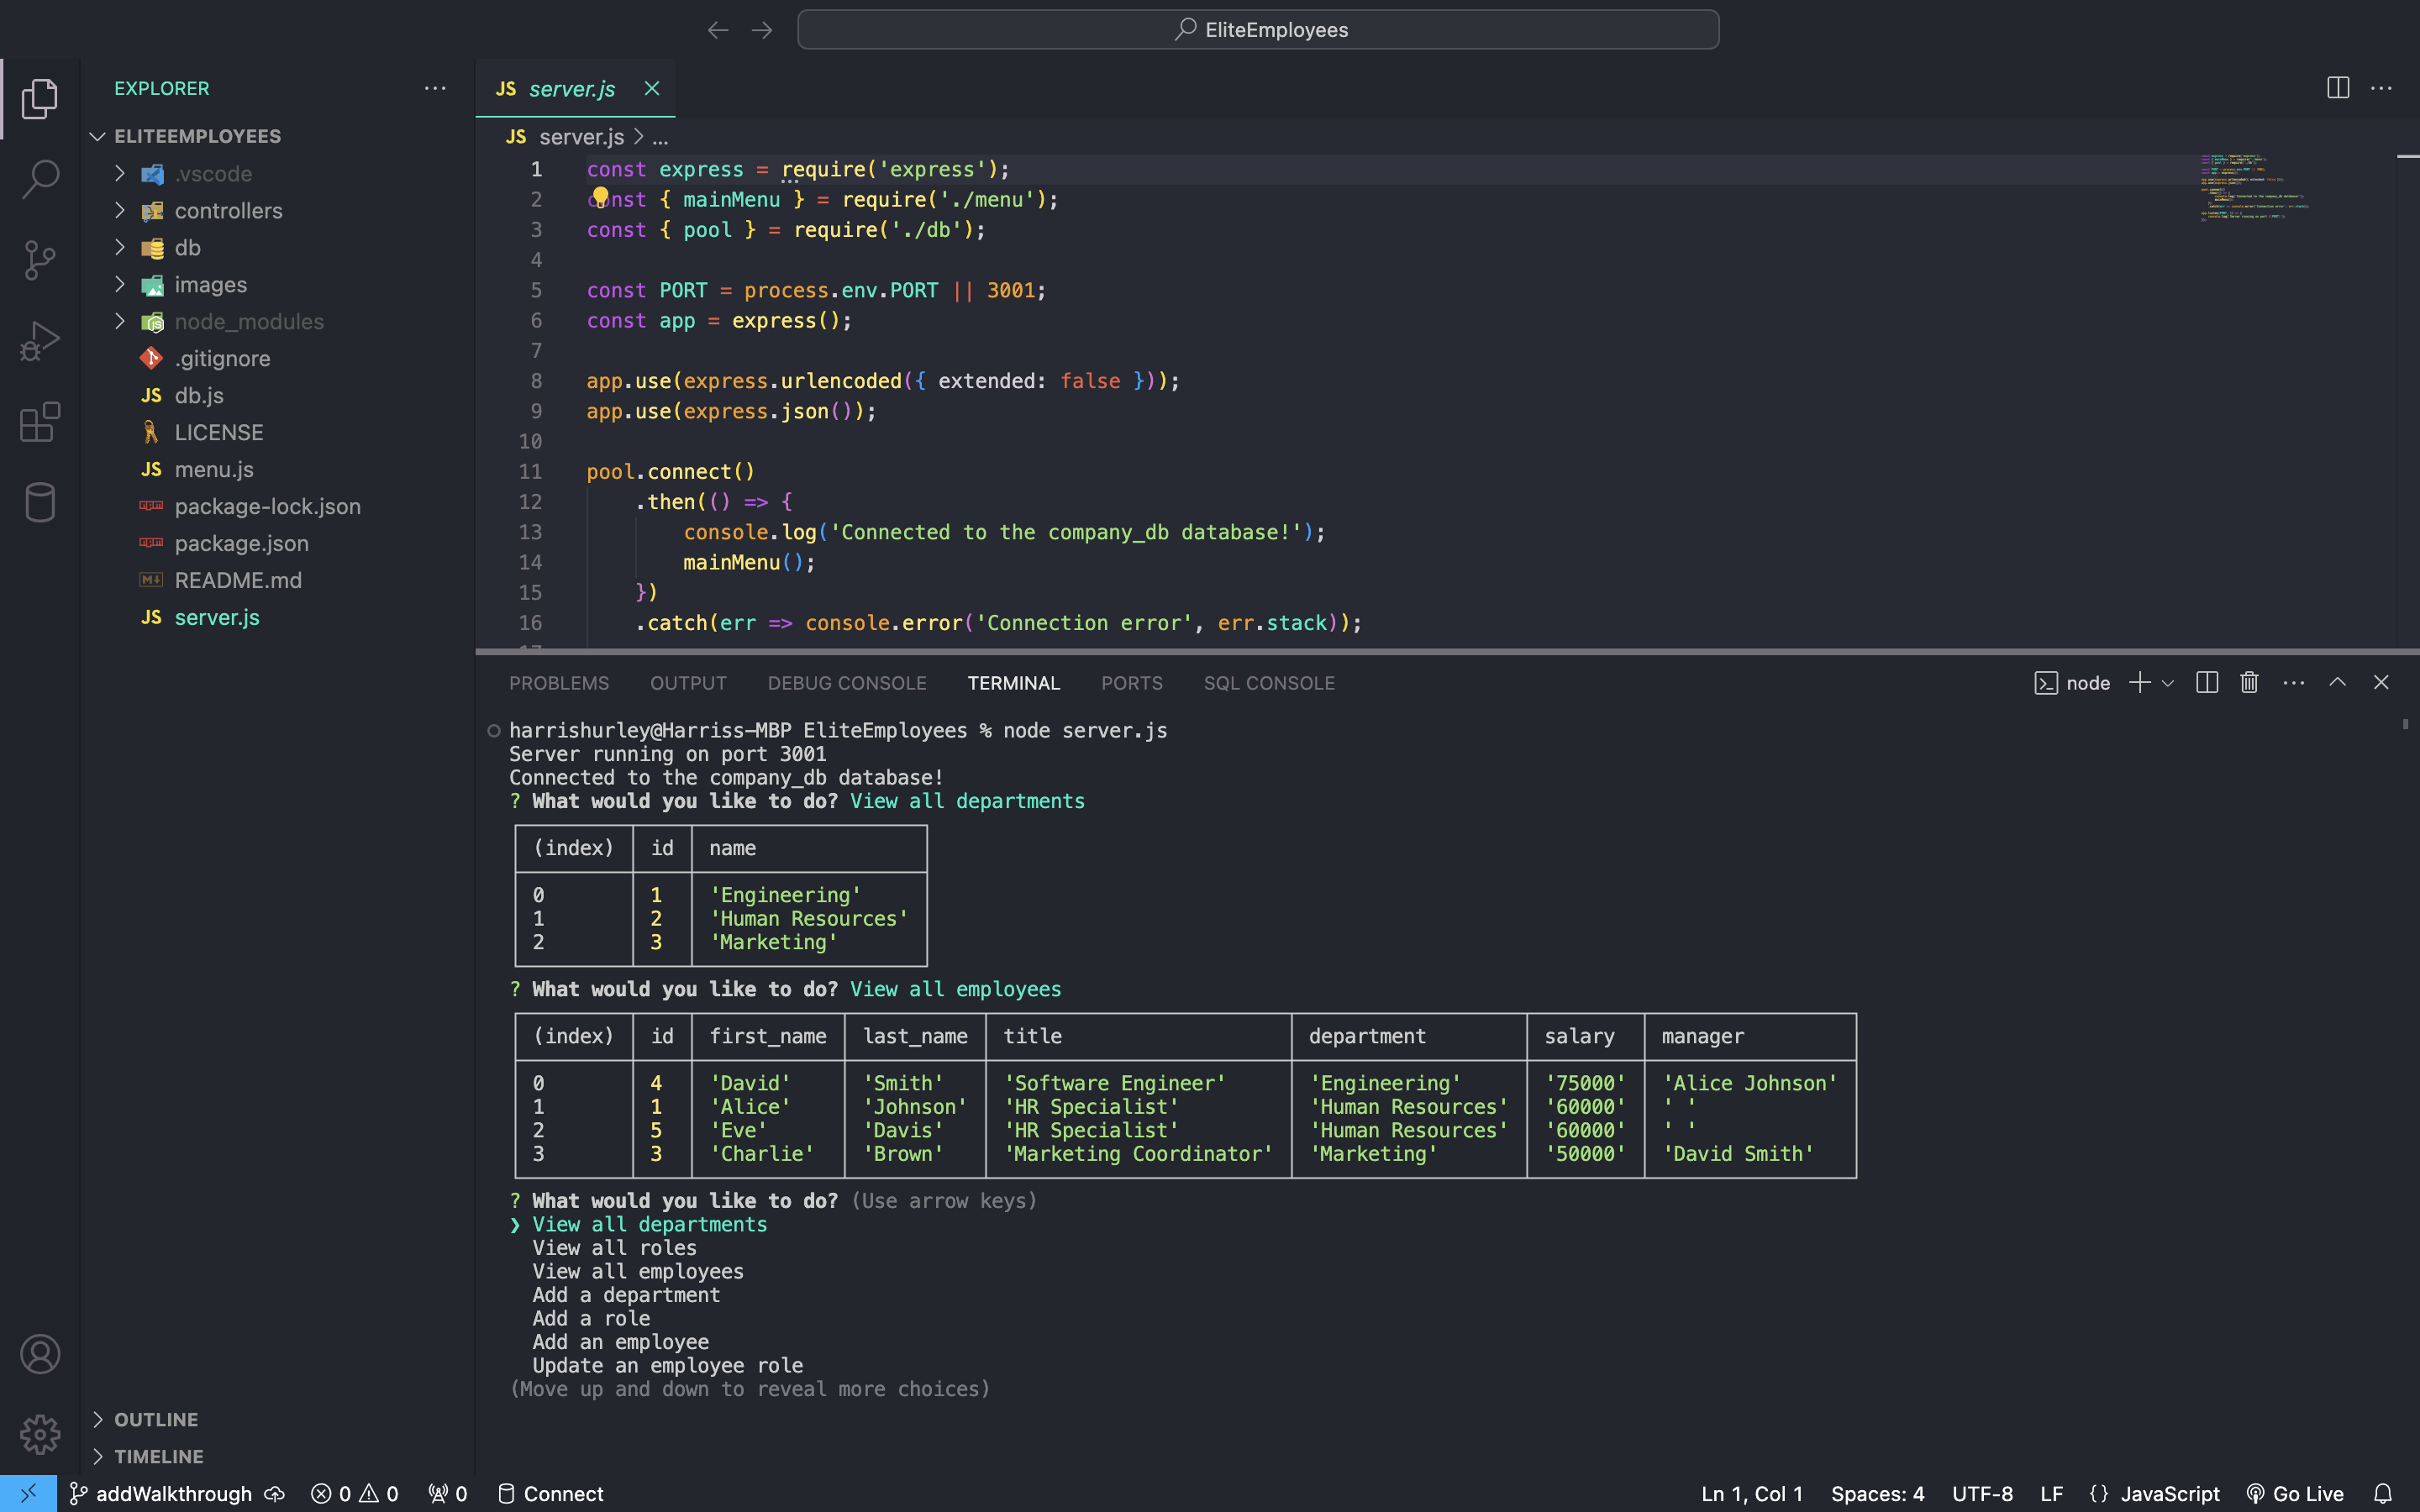 EliteEmployees
EXPLORER
ELITEEMPLOYEES
.vscode
controllers
db
images
node_modules
.gitignore
JS db.js
LICENSE
JS menu.js
package-lock.json
package.json
README.md
JS server.js
OUTLINE
TIMELINE
JS server.js
JS server.js > ...
1 const express = require('express');
2 const { mainMenu } = require('./menu');
3 const { pool } = require('./db');
4
5 const PORT = process.env.PORT || 3001;
6 const app = express();
7
8 app.use(express.urlencoded({ extended: false }));
9 app.use(express.json());
10
11 pool.connect()
12 .then(() => {
13 console.log('Connected to the company_db database!');
14 mainMenu();
15 })
16 .catch(err => console.error('Connection error', err.stack));
PROBLEMS OUTPUT DEBUG CONSOLE TERMINAL PORTS SQL CONSOLE
node
harrishurley@Harriss-MBP EliteEmployees % node server.js
Server running on port 3001
Connected to the company_db database!
? What would you like to do? View all departments
(index) id name
0 1 'Engineering'
1 2 'Human Resources'
2 3 'Marketing'
? What would you like to do? View all employees
(index) id first_name last_name title department salary manager
0 4 'David' 'Smith' 'Software Engineer' 'Engineering' '75000' 'Alice Johnson'
1 1 'Alice' 'Johnson' 'HR Specialist' 'Human Resources' '60000' ' '
2 5 'Eve' 'Davis' 'HR Specialist' 'Human Resources' '60000' ' '
3 3 'Charlie' 'Brown' 'Marketing Coordinator' 'Marketing' '50000' 'David Smith'
? What would you like to do? (Use arrow keys)
❯ View all departments
View all roles
View all employees
Add a department
Add a role
Add an employee
Update an employee role
(Move up and down to reveal more choices)
addWalkthrough 0 0 0 Connect
Ln 1, Col 1 Spaces: 4 UTF-8 LF {} JavaScript Go Live